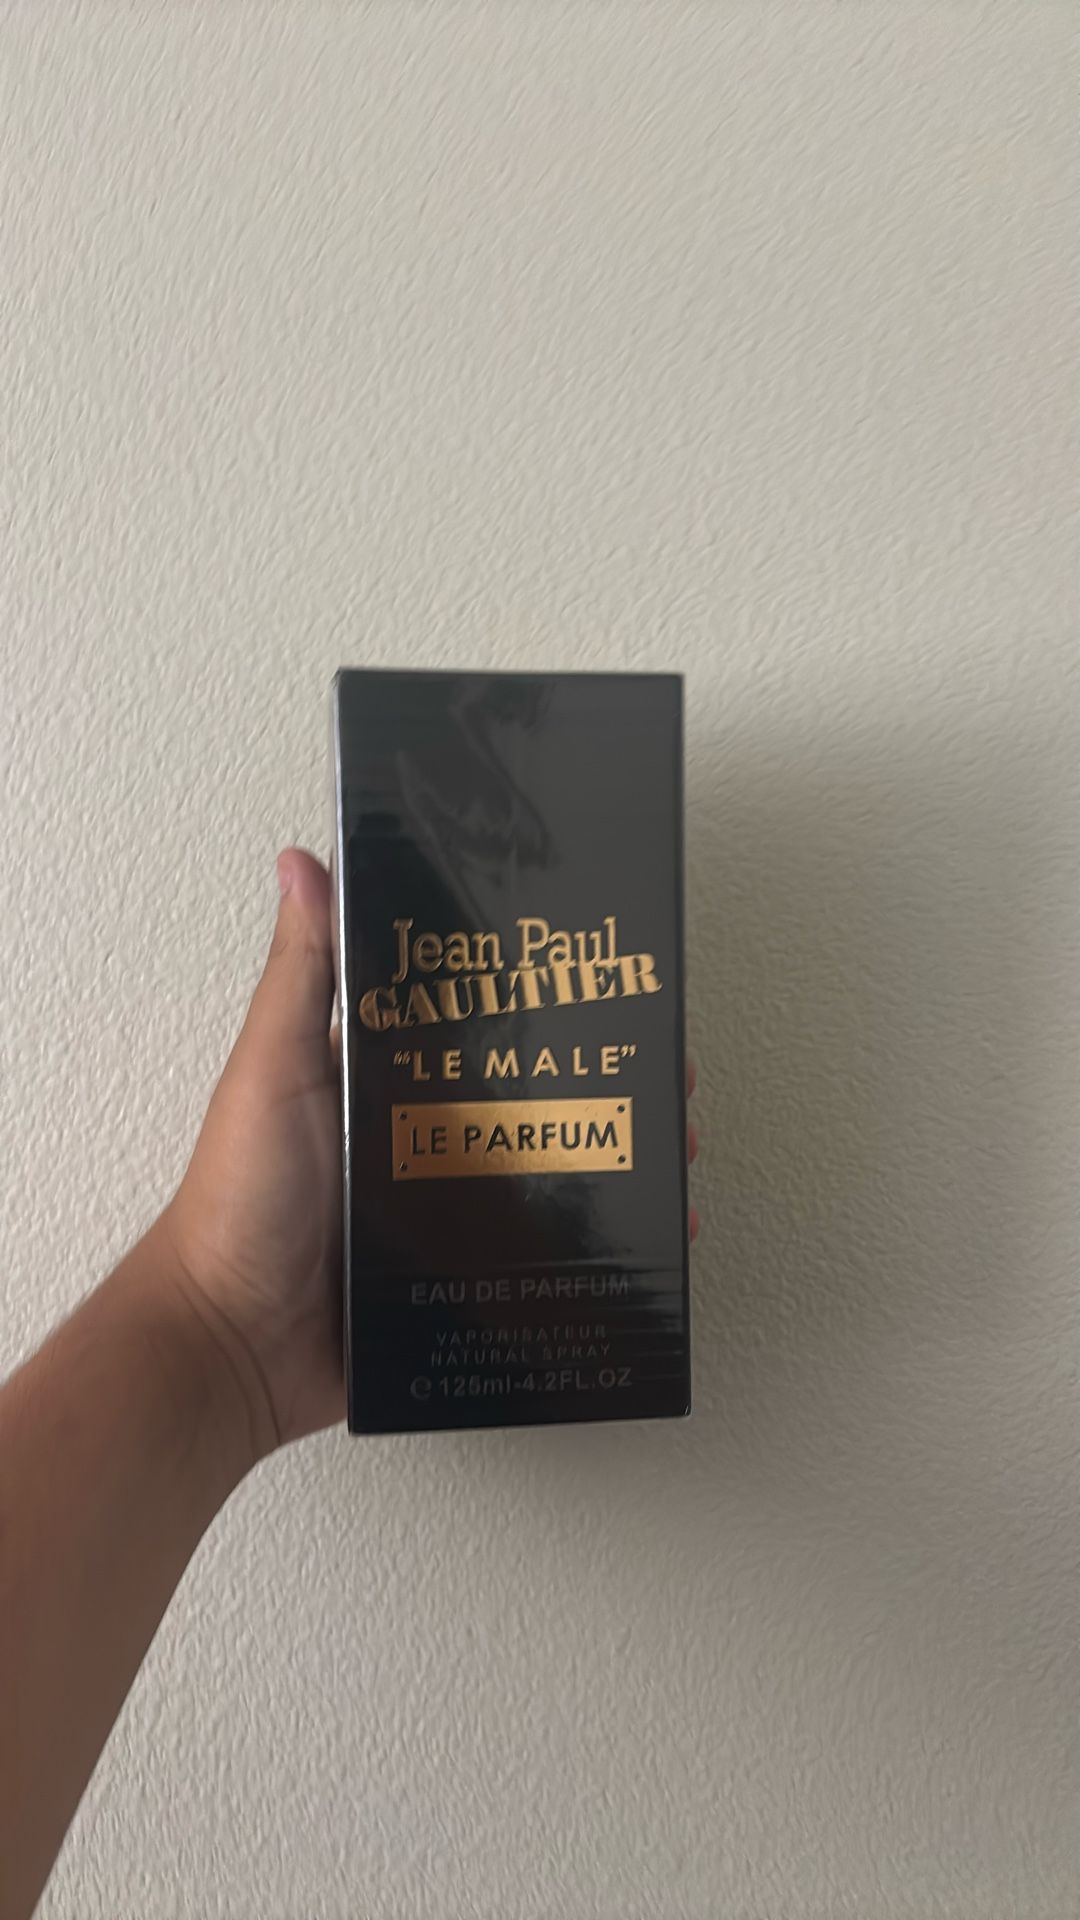 Jean Paul
GAULTIER
“LE MALE”
LE PARFUM
EAU DE PARFUM
VAPORISATEUR
NATURAL SPRAY
℮ 125ml-4.2FL.OZ